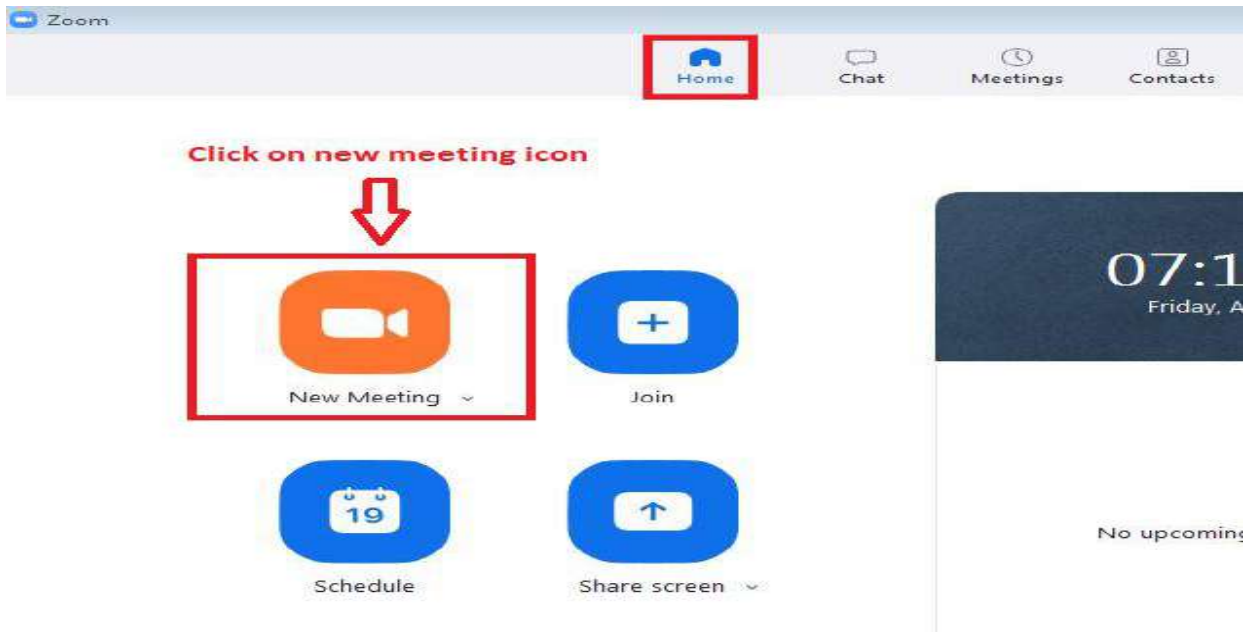 Zoom
Home Chat Meetings Contacts
Click on new meeting icon
07:1
Friday, A
New Meeting Join
19
Schedule Share screen
No upcoming